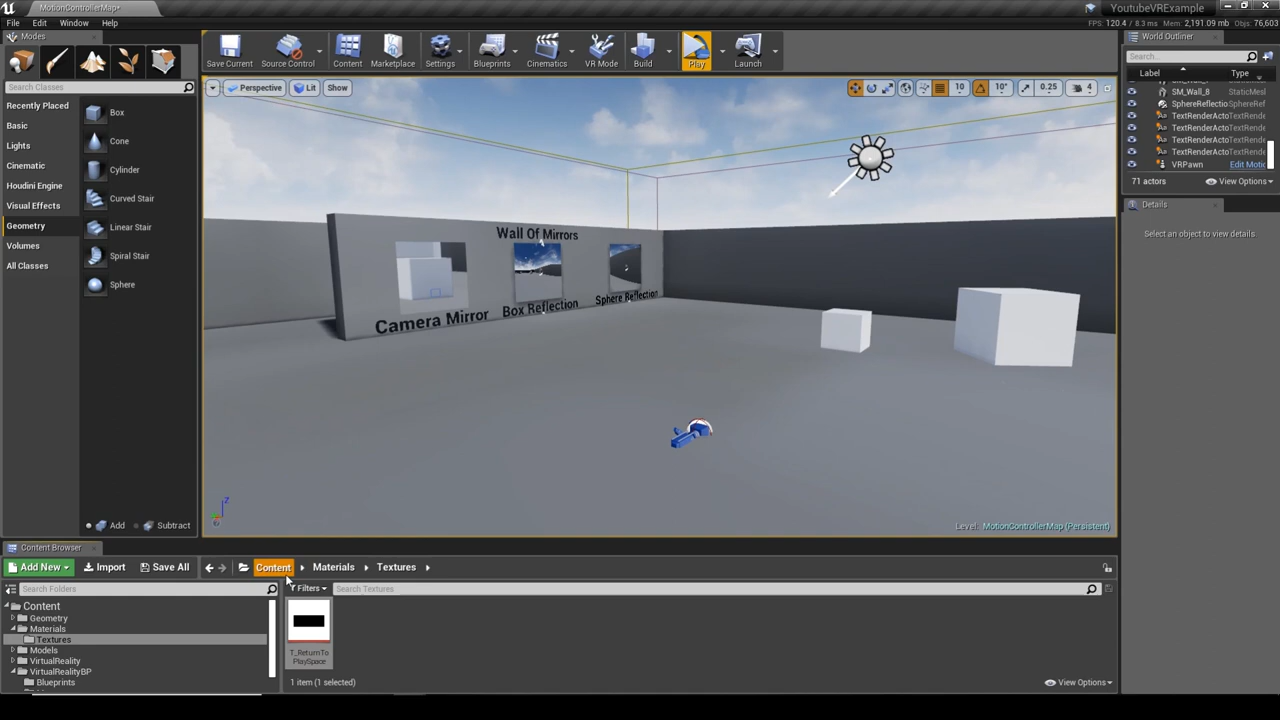 MotionControllerMap*
YoutubeVRExample
File Edit Window Help
FPS: 120.4 / 8.3 ms Mem: 2,191.09 mb Objs: 76,603
Modes
Save Current Source Control Content Marketplace Settings Blueprints Cinematics VR Mode Build Play Launch
World Outliner
Search...
Label Type
Search Classes
Recently Placed
Basic
Lights
Cinematic
Houdini Engine
Visual Effects
Geometry
Volumes
All Classes
Box
Cone
Cylinder
Curved Stair
Linear Stair
Spiral Stair
Sphere
Add Subtract
Perspective Lit Show
10 10° 0.25 4
SM_Wall_8 StaticMesl
SphereReflectio SphereRef
TextRenderActo TextRende
TextRenderActo TextRende
TextRenderActo TextRende
TextRenderActo TextRende
VRPawn Edit Motio
71 actors View Options
Details
Select an object to view details
Wall Of Mirrors
Camera Mirror Box Reflection Sphere Reflection
Z
Level: MotionControllerMap (Persistent)
Content Browser
Add New Import Save All Content Materials Textures
Search Folders
Filters Search Textures
Content
Geometry
Materials
Textures
Models
VirtualReality
VirtualRealityBP
Blueprints
T_ReturnTo
PlaySpace
1 item (1 selected)
View Options